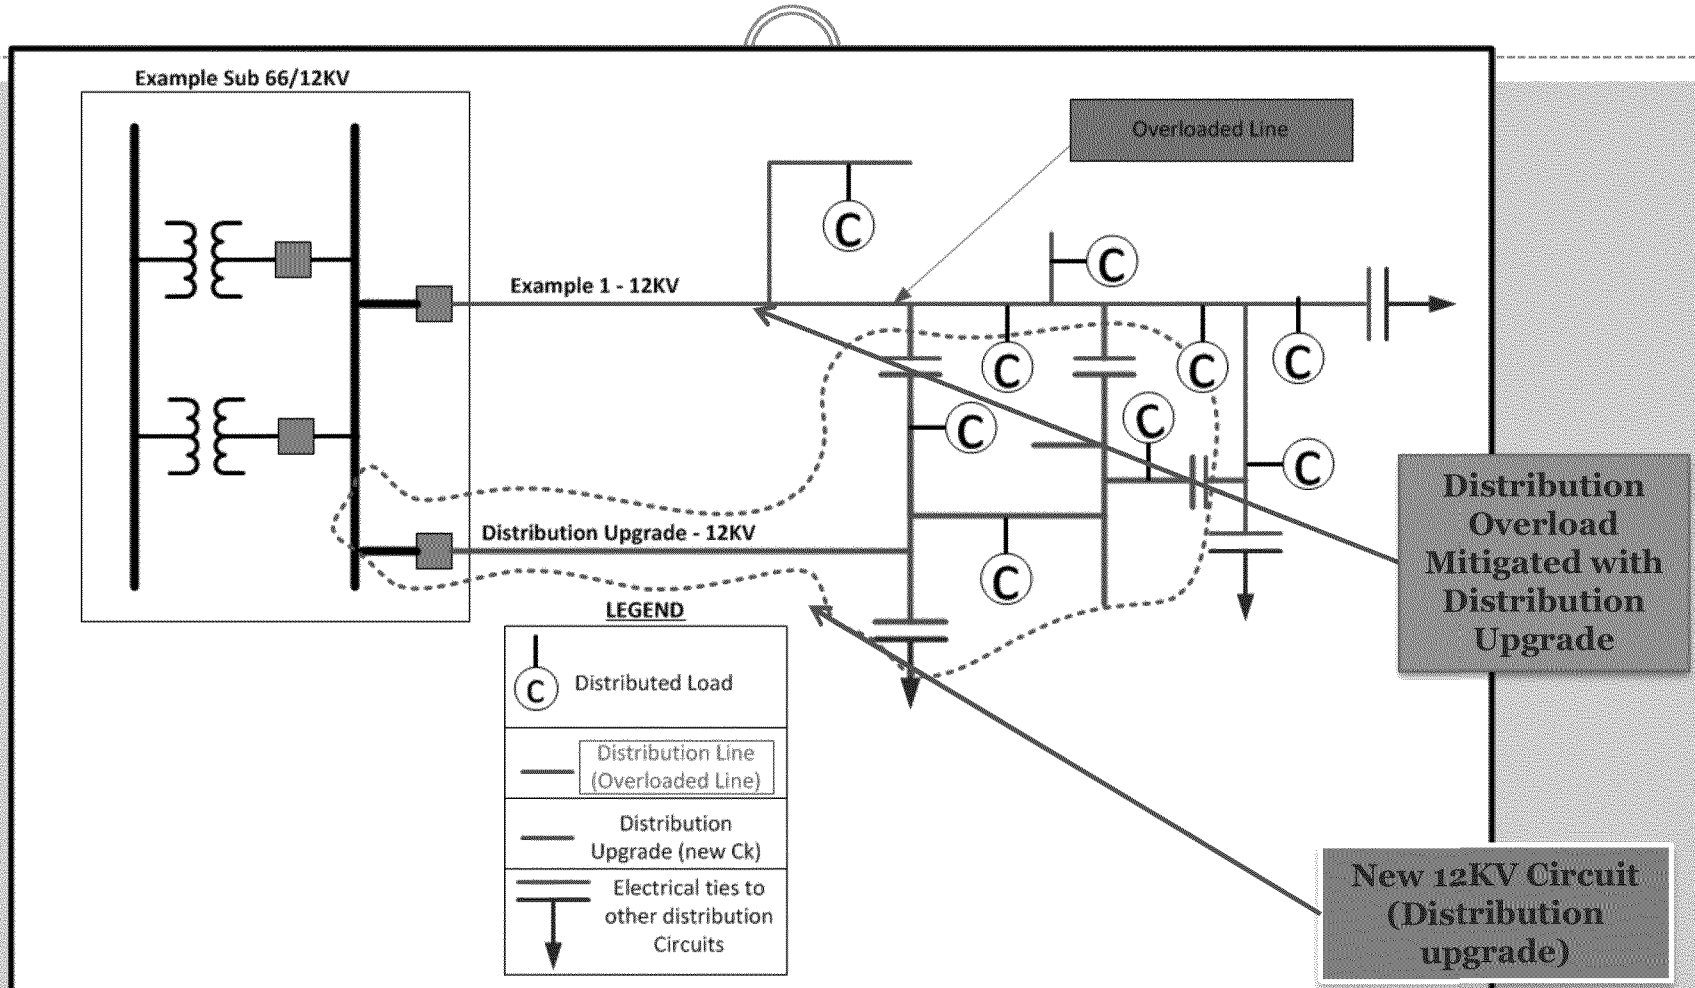 Example Sub 66/12KV
Overloaded Line
C
C
Example 1 - 12KV
C
C
C
C
C
C
C
Distribution
Overload
Mitigated with
Distribution
Upgrade
Distribution Upgrade - 12KV
C
LEGEND
C
Distributed Load
Distribution Line
(Overloaded Line)
Distribution
Upgrade (new Ck)
Electrical ties to
other distribution
Circuits
New 12KV Circuit
(Distribution
upgrade)